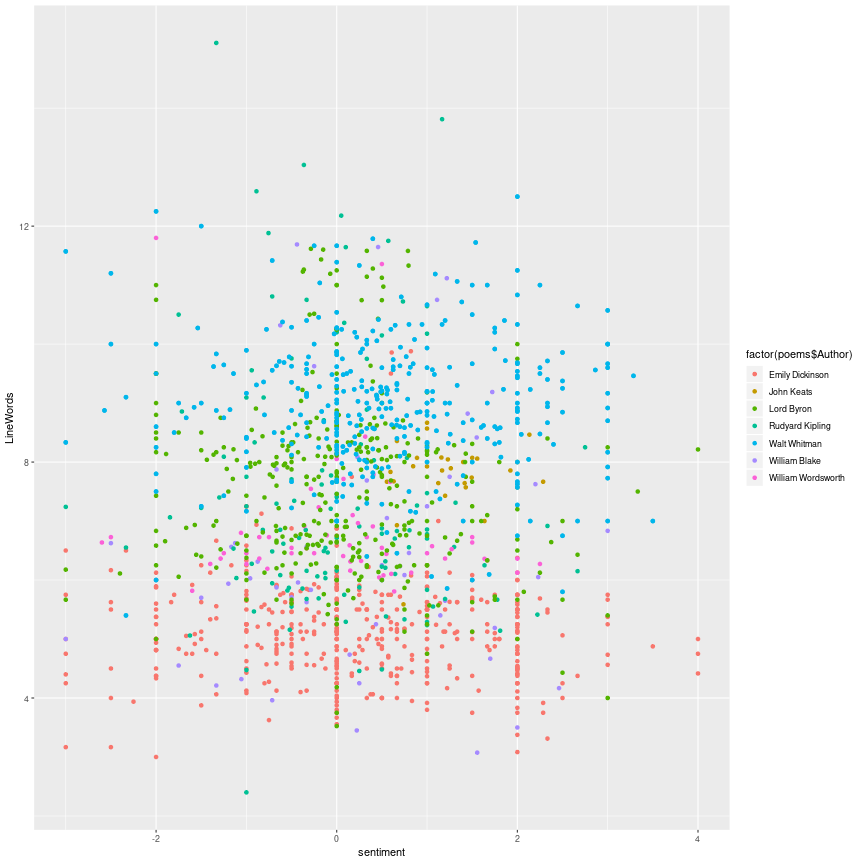 12
8
4
LineWords
-2
0
2
4
sentiment
factor(poems$Author)
Emily Dickinson
John Keats
Lord Byron
Rudyard Kipling
Walt Whitman
William Blake
William Wordsworth